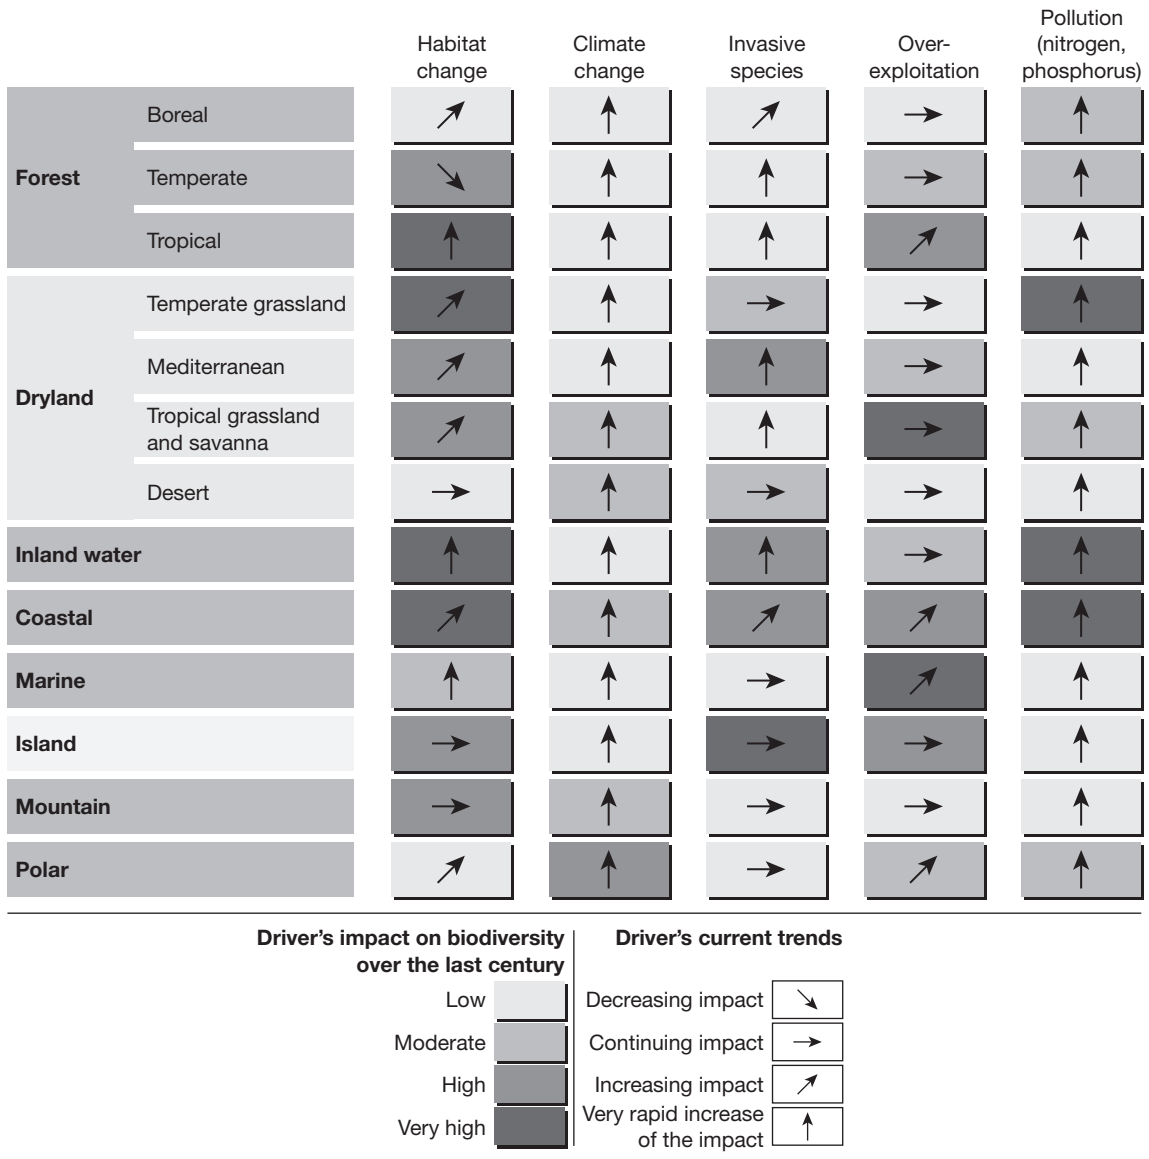 Habitat
change
Climate
change
Invasive
species
Over-
exploitation
Pollution
(nitrogen,
phosphorus)
Forest
Boreal
Temperate
Tropical
Dryland
Temperate grassland
Mediterranean
Tropical grassland
and savanna
Desert
Inland water
Coastal
Marine
Island
Mountain
Polar
Driver’s impact on biodiversity
over the last century
Low
Moderate
High
Very high
Driver’s current trends
Decreasing impact
Continuing impact
Increasing impact
Very rapid increase
of the impact